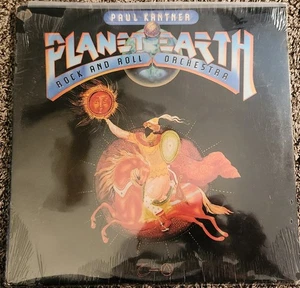 PAUL KANTNER
PLANET EARTH
ROCK AND ROLL ORCHESTRA